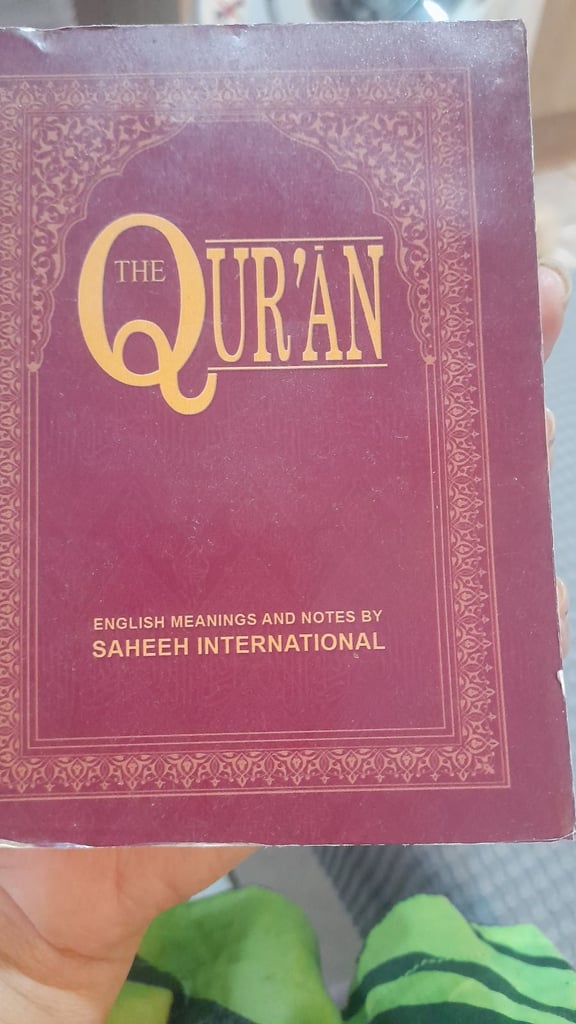 THE QUR'ĀN
ENGLISH MEANINGS AND NOTES BY
SAHEEH INTERNATIONAL